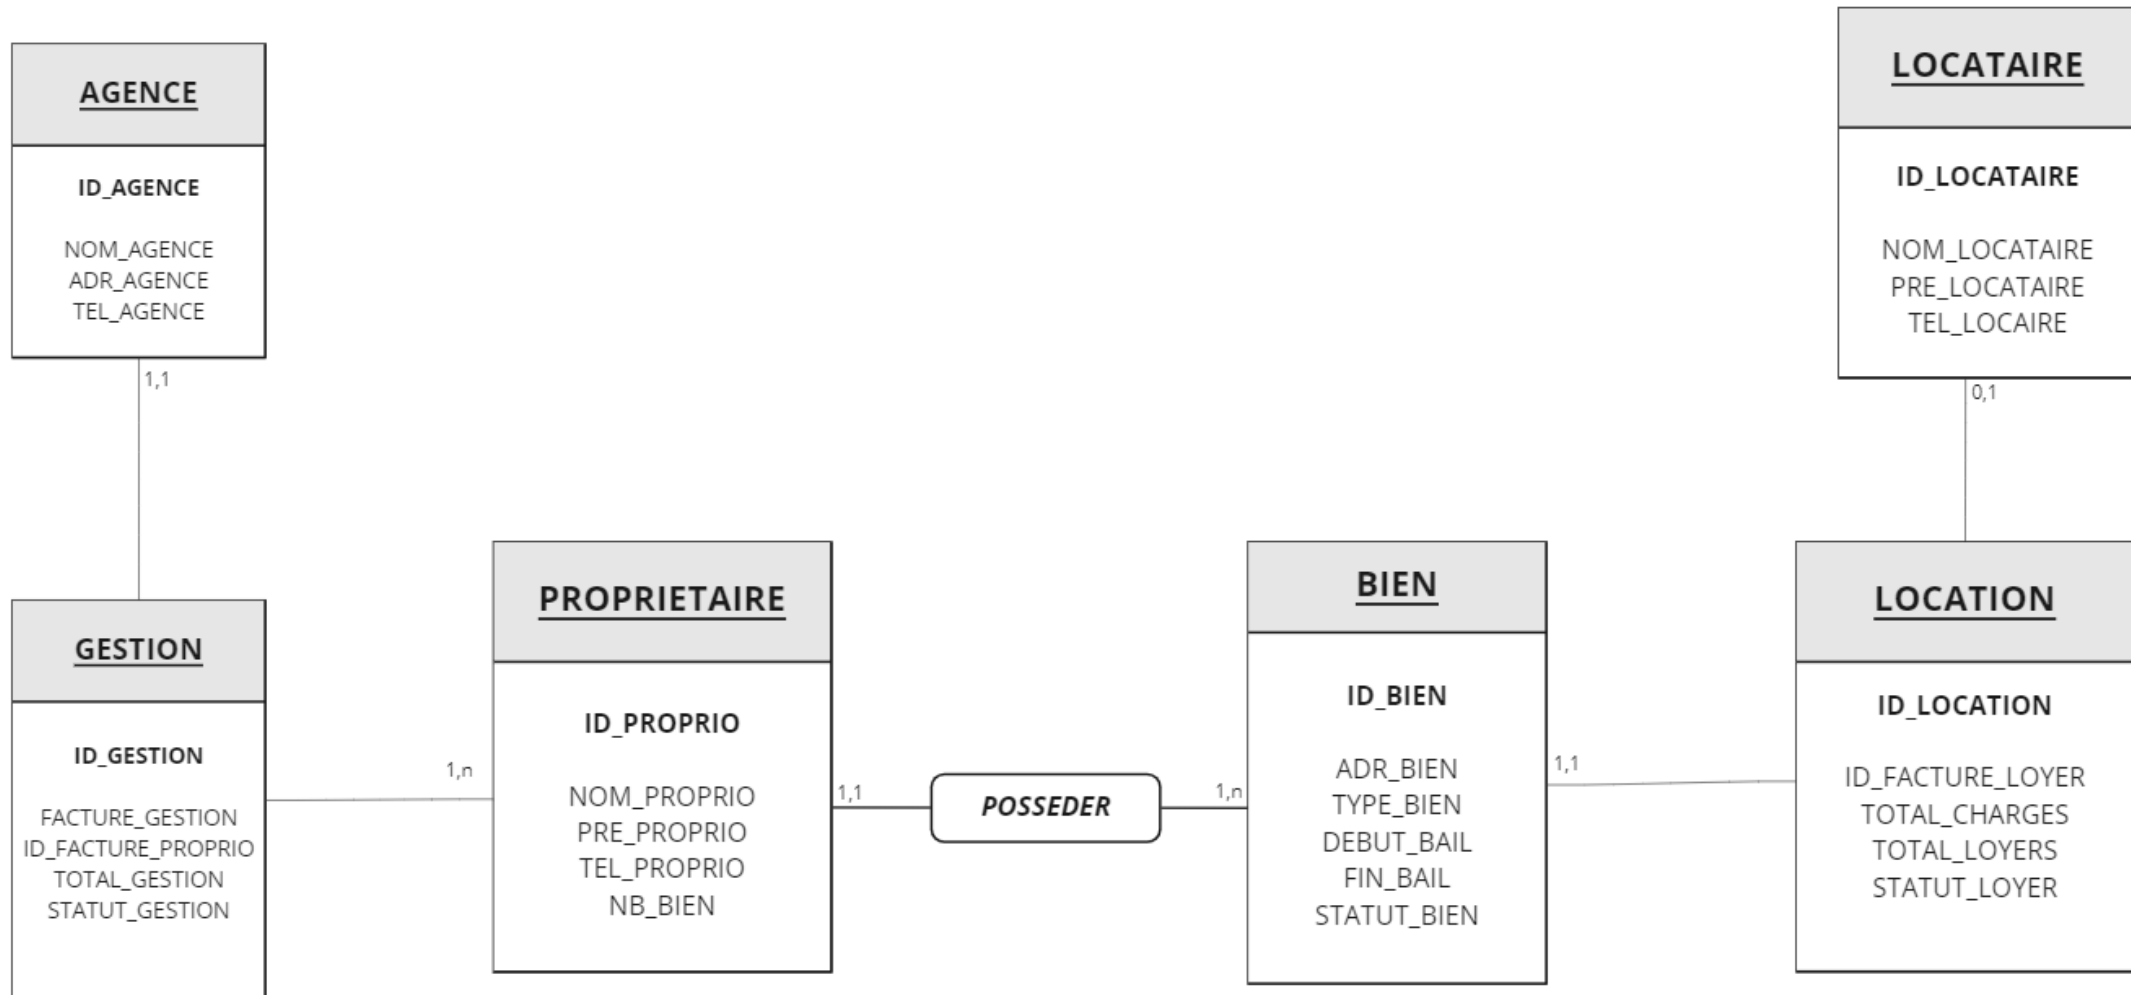 AGENCE
ID_AGENCE
NOM_AGENCE
ADR_AGENCE
TEL_AGENCE
1,1
LOCATAIRE
ID_LOCATAIRE
NOM_LOCATAIRE
PRE_LOCATAIRE
TEL_LOCAIRE
0,1
GESTION
ID_GESTION
FACTURE_GESTION
ID_FACTURE_PROPRIO
TOTAL_GESTION
STATUT_GESTION
1,n
PROPRIETAIRE
ID_PROPRIO
NOM_PROPRIO
PRE_PROPRIO
TEL_PROPRIO
NB_BIEN
1,1
POSSEDER
1,n
BIEN
ID_BIEN
ADR_BIEN
TYPE_BIEN
DEBUT_BAIL
FIN_BAIL
STATUT_BIEN
1,1
LOCATION
ID_LOCATION
ID_FACTURE_LOYER
TOTAL_CHARGES
TOTAL_LOYERS
STATUT_LOYER